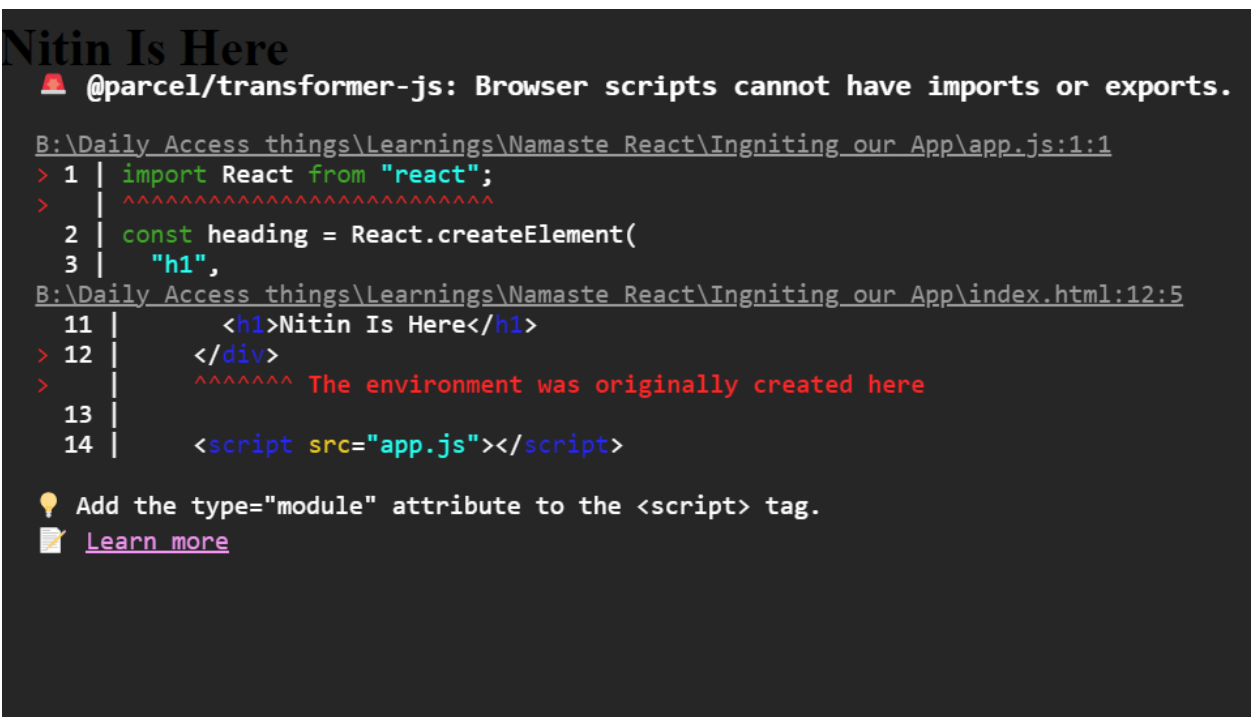 Nitin Is Here
🚨 @parcel/transformer-js: Browser scripts cannot have imports or exports.
B:\Daily Access things\Learnings\Namaste React\Ingniting our App\app.js:1:1
> 1 | import React from "react";
>   | ^^^^^^^^^^^^^^^^^^^^^^^^^^
  2 | const heading = React.createElement(
  3 |   "h1",
B:\Daily Access things\Learnings\Namaste React\Ingniting our App\index.html:12:5
  11 |       <h1>Nitin Is Here</h1>
> 12 |     </div>
>    |     ^^^^^^^ The environment was originally created here
  13 |
  14 |     <script src="app.js"></script>
💡 Add the type="module" attribute to the <script> tag.
📝 Learn more